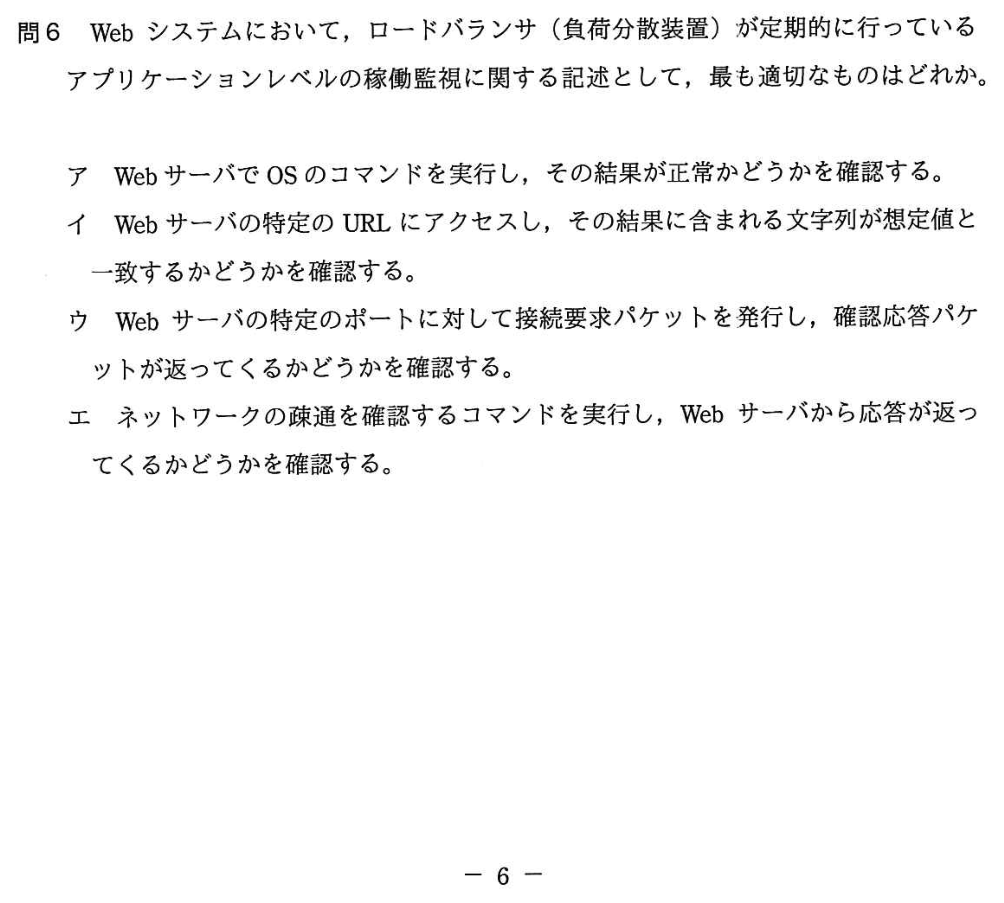 問6 Web システムにおいて，ロードバランサ（負荷分散装置）が定期的に行っている
アプリケーションレベルの稼働監視に関する記述として，最も適切なものはどれか。
ア Web サーバで OS のコマンドを実行し，その結果が正常かどうかを確認する。
イ Web サーバの特定の URL にアクセスし，その結果に含まれる文字列が想定値と
一致するかどうかを確認する。
ウ Web サーバの特定のポートに対して接続要求パケットを発行し，確認応答パケ
ットが返ってくるかどうかを確認する。
エ ネットワークの疎通を確認するコマンドを実行し，Web サーバから応答が返っ
てくるかどうかを確認する。
－ 6 －